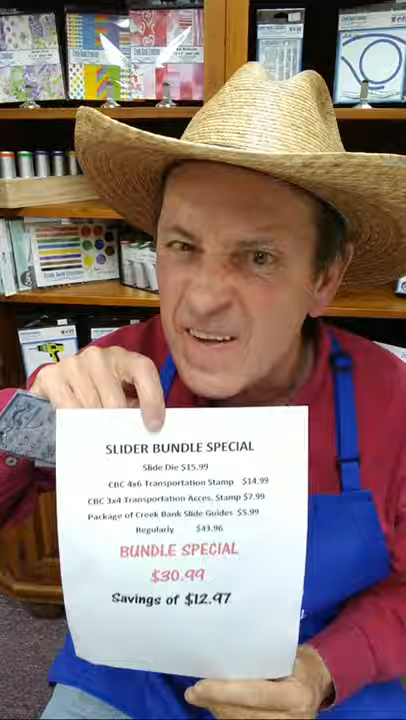 SLIDER BUNDLE SPECIAL
Slide Die $15.99
CBC 4x6 Transportation Stamp $14.99
CBC 3x4 Transportation Acces. Stamp $7.99
Package of Creek Bank Slide Guides $5.99
Regularly $43.96
BUNDLE SPECIAL
$30.99
Savings of $12.97